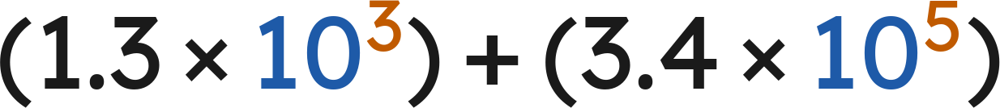 (1.3 × 10³) + (3.4 × 10⁵)